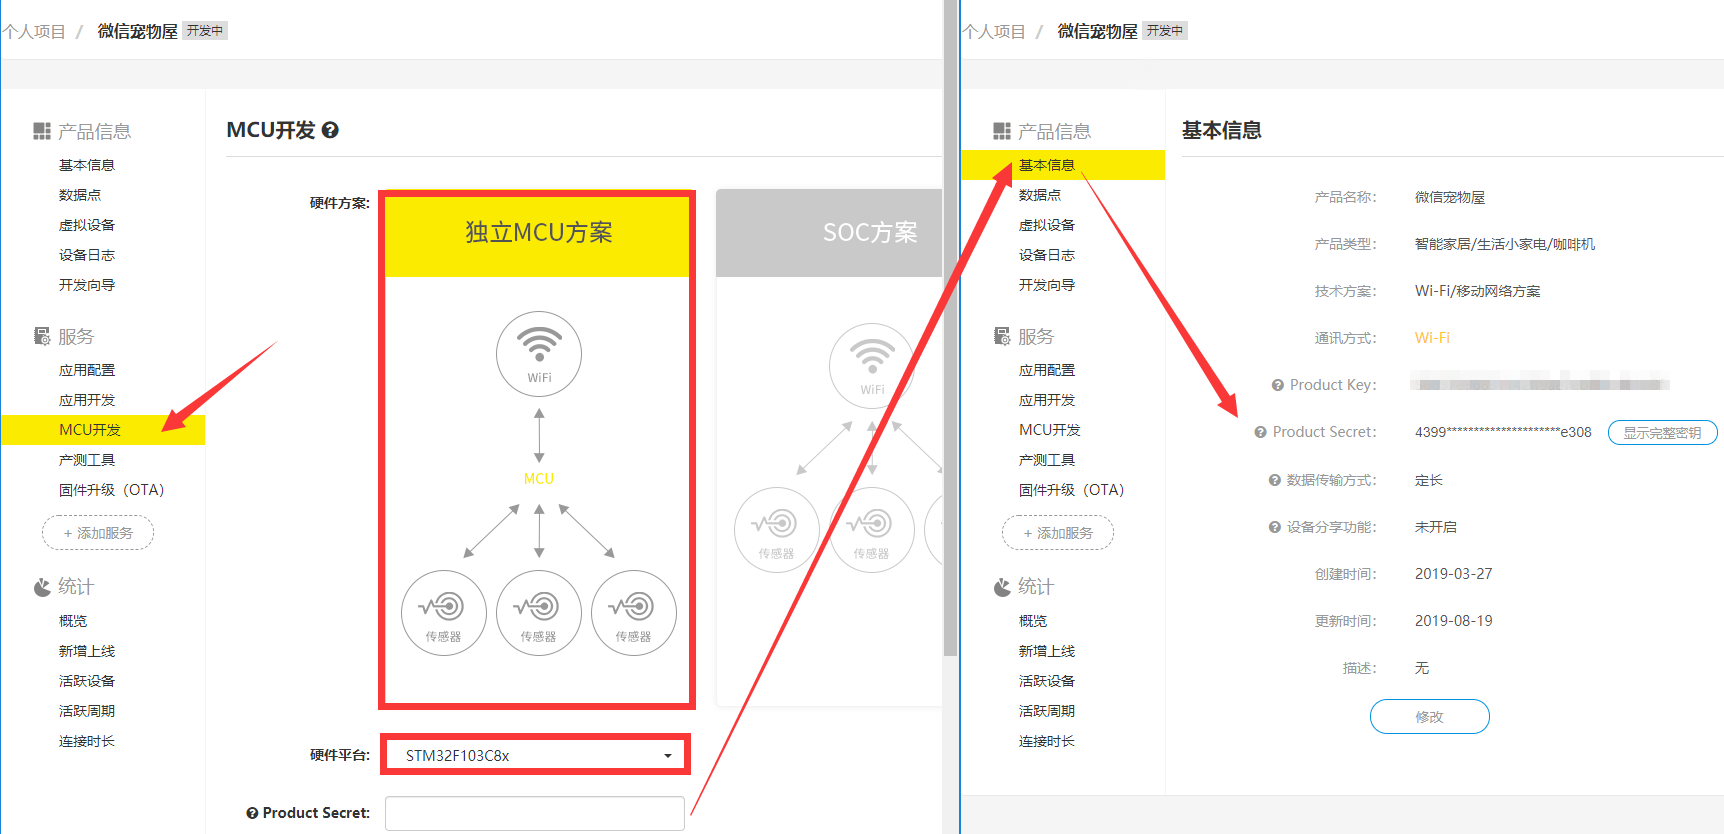 个人项目 / 微信宠物屋 开发中
产品信息
基本信息
数据点
虚拟设备
设备日志
开发向导
服务
应用配置
应用开发
MCU开发
产测工具
固件升级（OTA）
+ 添加服务
统计
概览
新增上线
活跃设备
活跃周期
连接时长
MCU开发
硬件方案:
独立MCU方案
WiFi
MCU
传感器 传感器 传感器
SOC方案
WiFi
传感器 传感器
硬件平台: STM32F103C8x
Product Secret:
个人项目 / 微信宠物屋 开发中
产品信息
基本信息
数据点
虚拟设备
设备日志
开发向导
服务
应用配置
应用开发
MCU开发
产测工具
固件升级（OTA）
+ 添加服务
统计
概览
新增上线
活跃设备
活跃周期
连接时长
基本信息
产品名称: 微信宠物屋
产品类型: 智能家居/生活小家电/咖啡机
技术方案: Wi-Fi/移动网络方案
通讯方式: Wi-Fi
Product Key:
Product Secret: 4399*********************e308 显示完整密钥
数据传输方式: 定长
设备分享功能: 未开启
创建时间: 2019-03-27
更新时间: 2019-08-19
描述: 无
修改